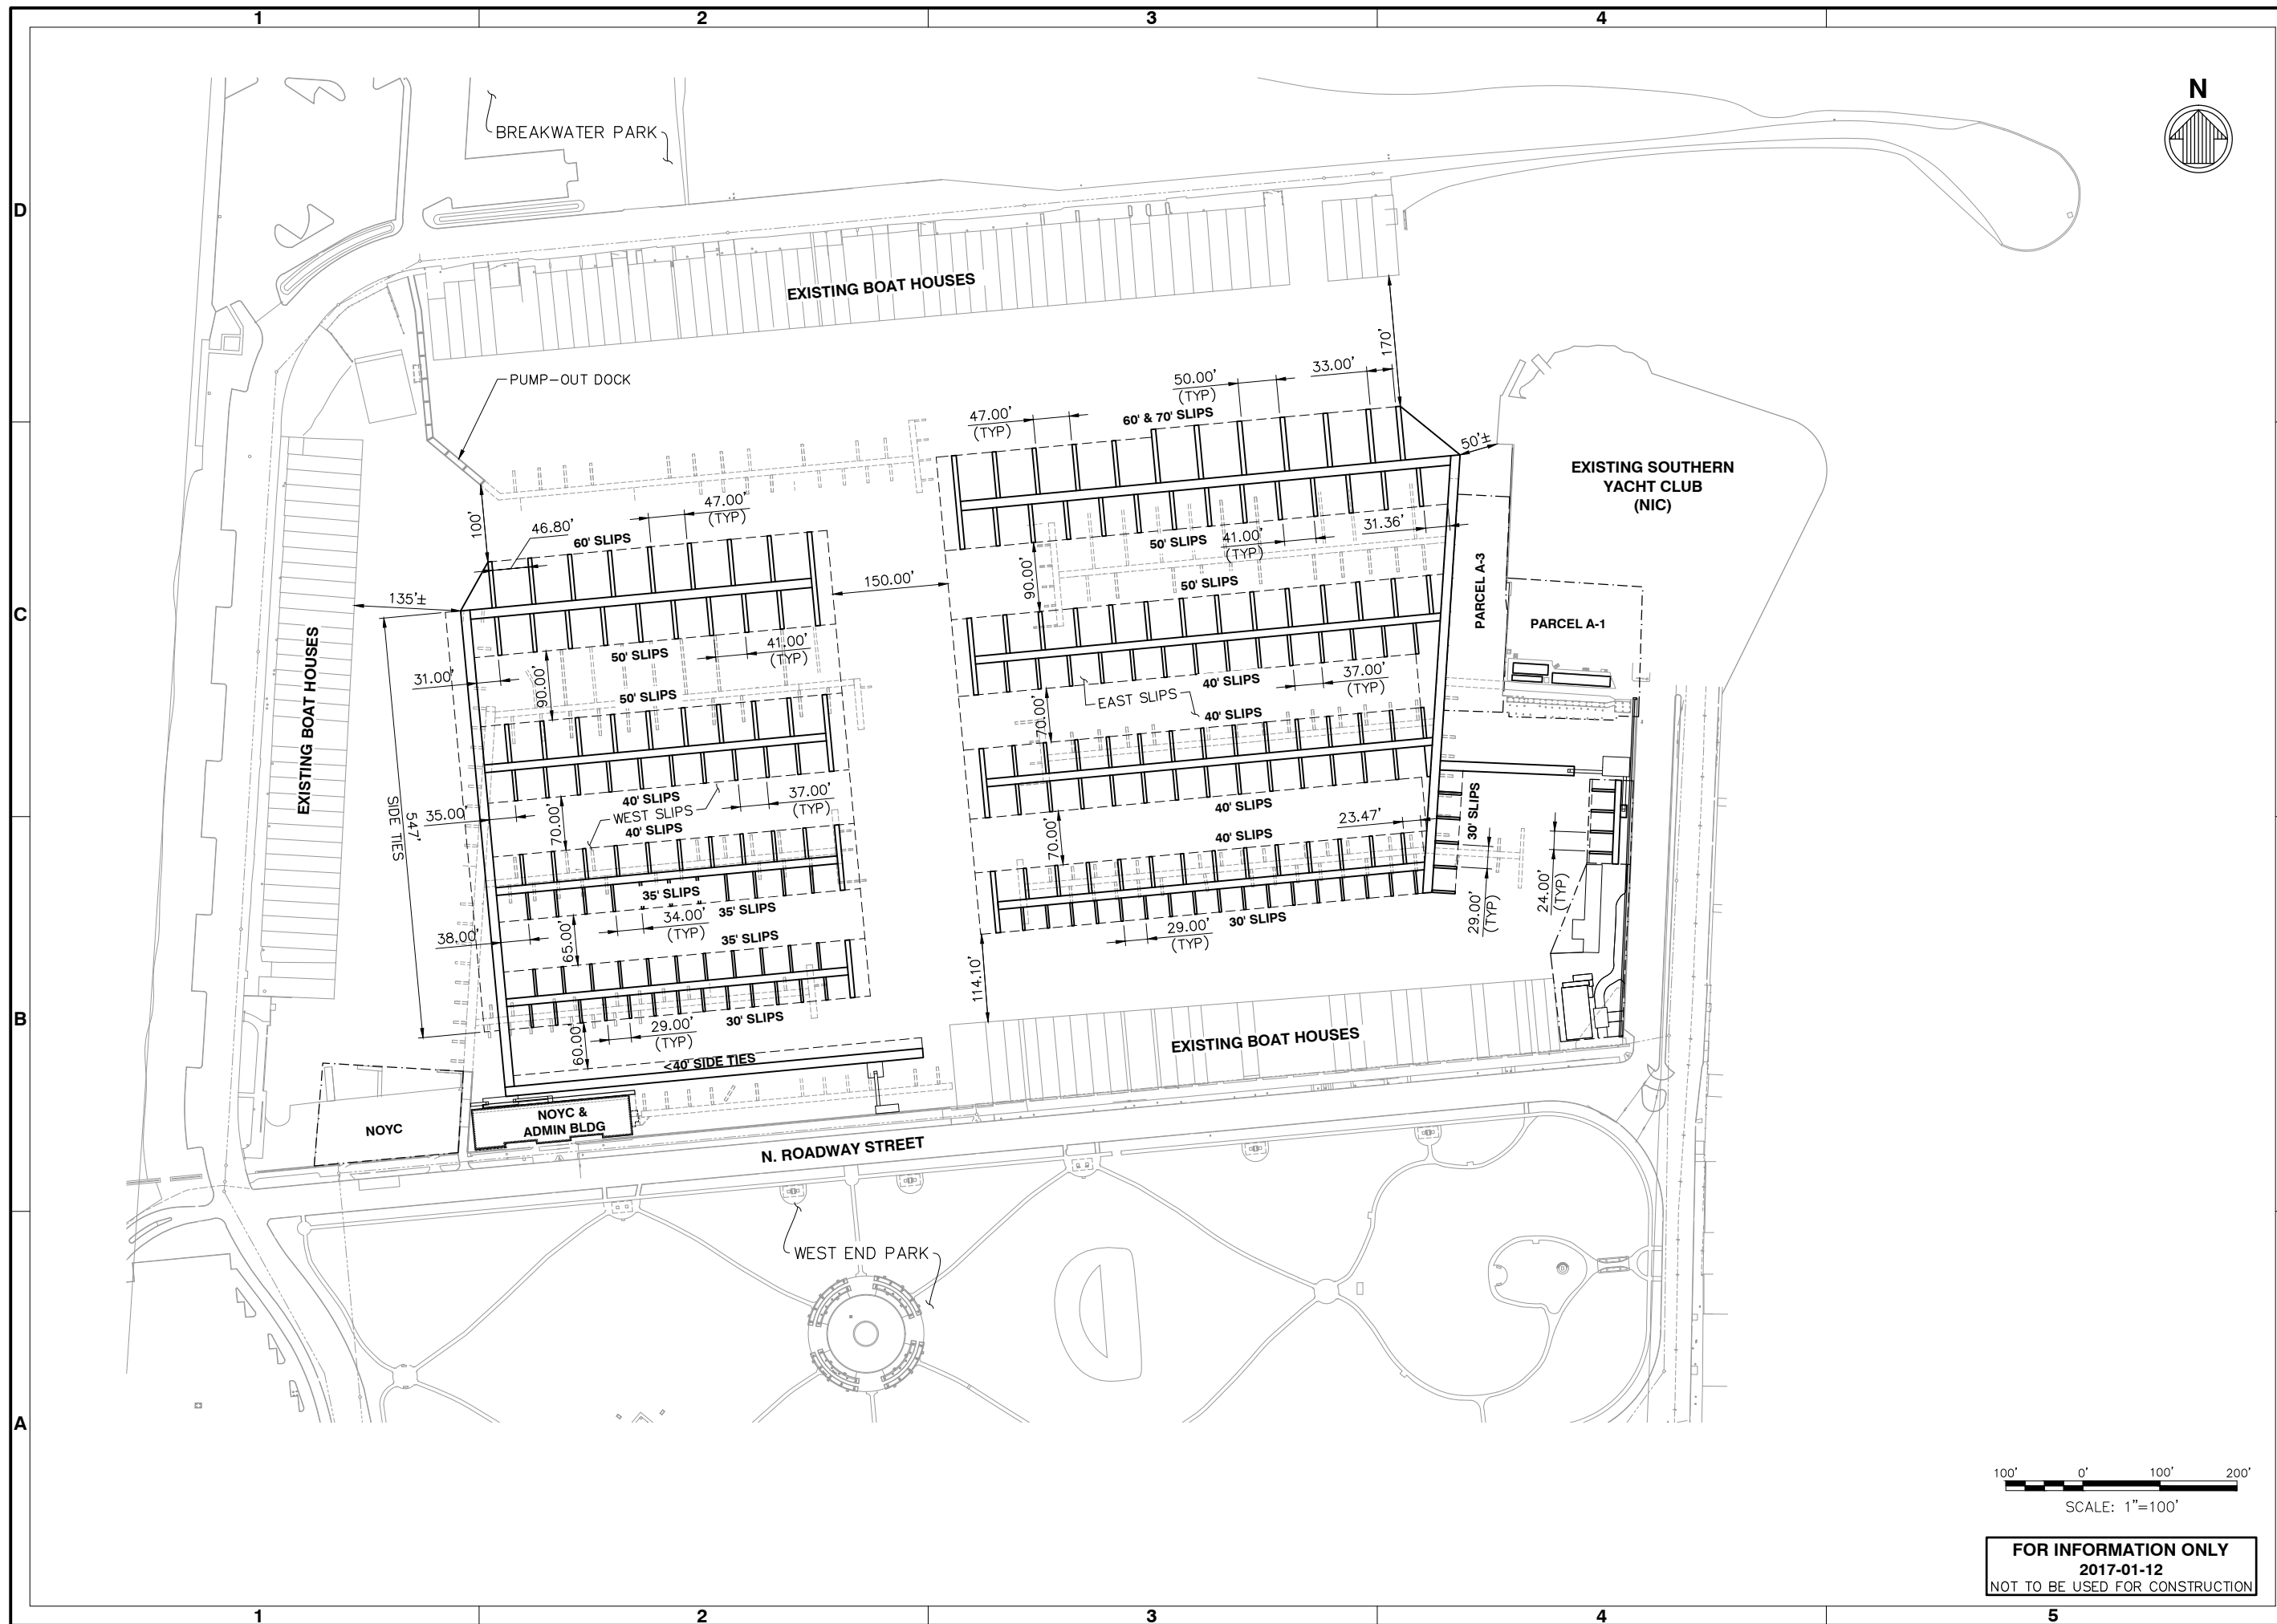 1
2
3
4
N
BREAKWATER PARK
D
EXISTING BOAT HOUSES
170'
PUMP-OUT DOCK
50.00'
(TYP)
33.00'
47.00'
(TYP)
60' & 70' SLIPS
50'±
EXISTING SOUTHERN
YACHT CLUB
(NIC)
100'
46.80'
60' SLIPS
47.00'
(TYP)
50' SLIPS
41.00'
(TYP)
31.36'
90.00'
50' SLIPS
150.00'
135'±
C
PARCEL A-3
PARCEL A-1
EXISTING BOAT HOUSES
50' SLIPS
41.00'
(TYP)
31.00'
90.00'
50' SLIPS
40' SLIPS
37.00'
(TYP)
EAST SLIPS
70.00'
40' SLIPS
547'
SIDE TIES
35.00'
40' SLIPS
WEST SLIPS
37.00'
(TYP)
70.00'
40' SLIPS
40' SLIPS
40' SLIPS
23.47'
30' SLIPS
70.00'
35' SLIPS
35' SLIPS
34.00'
(TYP)
38.00'
65.00'
35' SLIPS
29.00'
(TYP)
30' SLIPS
29.00'
(TYP)
24.00'
(TYP)
114.10'
B
30' SLIPS
29.00'
(TYP)
60.00'
<40' SIDE TIES
EXISTING BOAT HOUSES
NOYC
NOYC &
ADMIN BLDG
N. ROADWAY STREET
WEST END PARK
A
100'
0'
100'
200'
SCALE: 1"=100'
FOR INFORMATION ONLY
2017-01-12
NOT TO BE USED FOR CONSTRUCTION
1
2
3
4
5